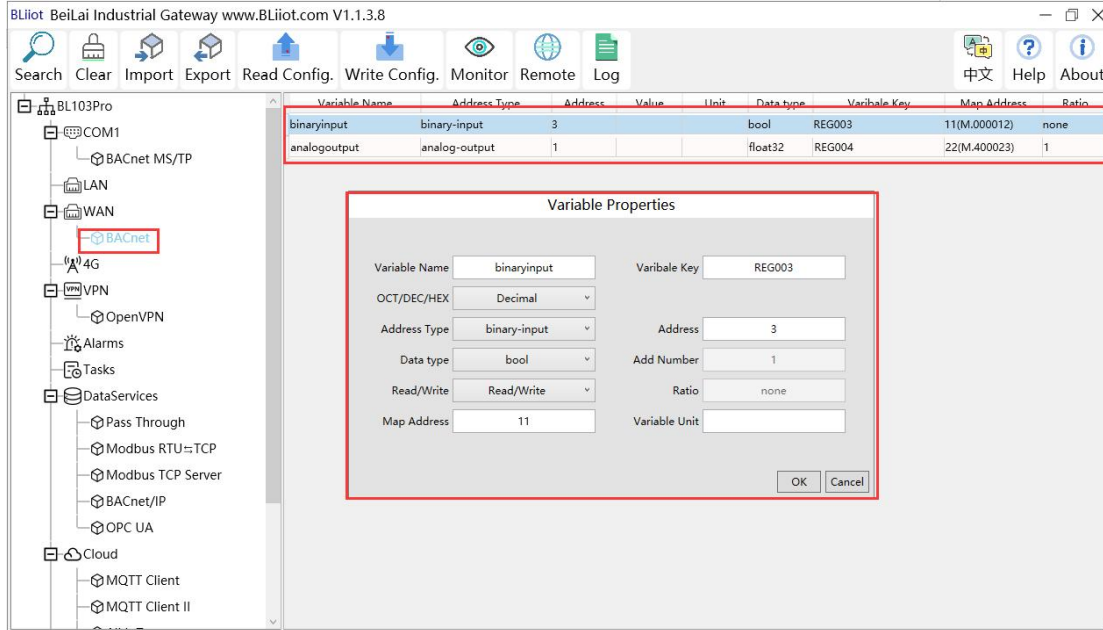 BLiiot BeiLai Industrial Gateway www.BLiiot.com V1.1.3.8
Search Clear Import Export Read Config. Write Config. Monitor Remote Log 中文 Help About
BL103Pro
COM1
BACnet MS/TP
LAN
WAN
BACnet
4G
VPN
OpenVPN
Alarms
Tasks
DataServices
Pass Through
Modbus RTU⇆TCP
Modbus TCP Server
BACnet/IP
OPC UA
Cloud
MQTT Client
MQTT Client II
Variable Name Address Type Address Value Unit Data type Varibale Key Map Address Ratio
binaryinput binary-input 3 bool REG003 11(M.000012) none
analogoutput analog-output 1 float32 REG004 22(M.400023) 1
Variable Properties
Variable Name binaryinput Varibale Key REG003
OCT/DEC/HEX Decimal
Address Type binary-input Address 3
Data type bool Add Number 1
Read/Write Read/Write Ratio none
Map Address 11 Variable Unit
OK Cancel